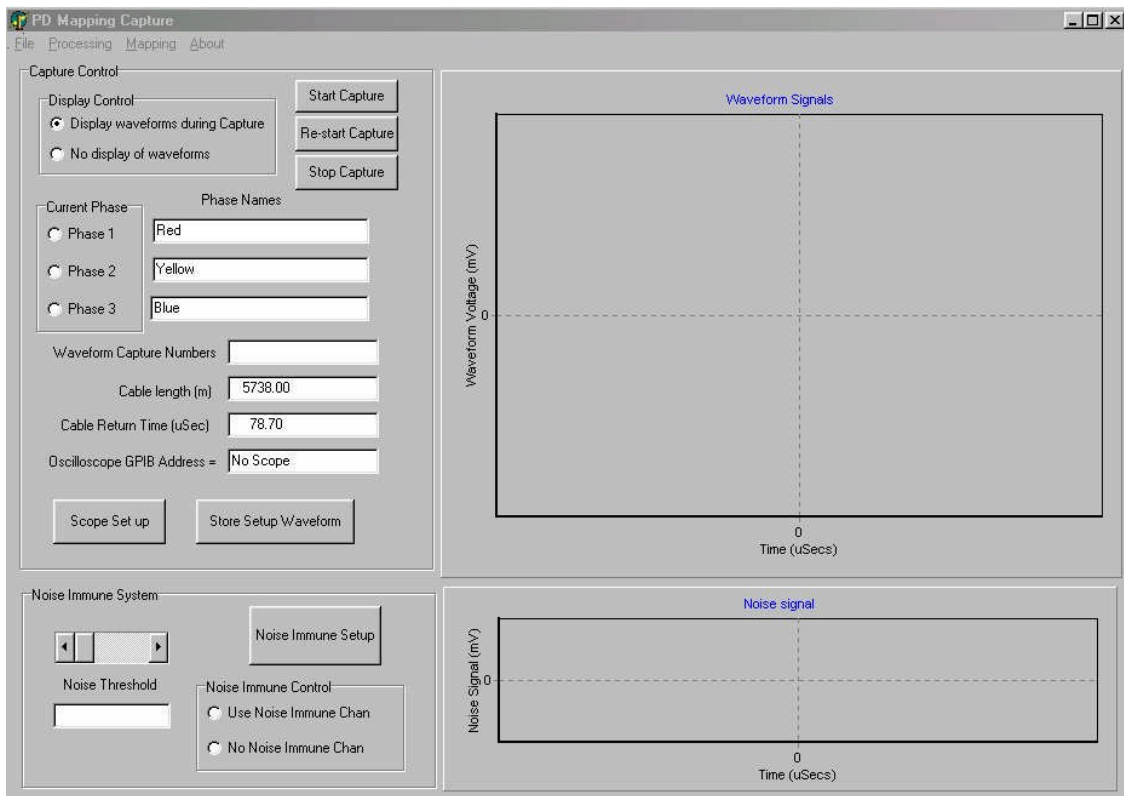 PD Mapping Capture
File Processing Mapping About
Capture Control
Display Control
Display waveforms during Capture
No display of waveforms
Start Capture
Re-start Capture
Stop Capture
Current Phase
Phase Names
Phase 1
Red
Phase 2
Yellow
Phase 3
Blue
Waveform Capture Numbers
Cable length (m)
5738.00
Cable Return Time (uSec)
78.70
Oscilloscope GPIB Address =
No Scope
Scope Set up
Store Setup Waveform
Waveform Signals
Waveform Voltage (mV)
0
0
Time (uSecs)
Noise Immune System
Noise Immune Setup
Noise Threshold
Noise Immune Control
Use Noise Immune Chan
No Noise Immune Chan
Noise signal
Noise Signal (mV)
0
0
Time (uSecs)